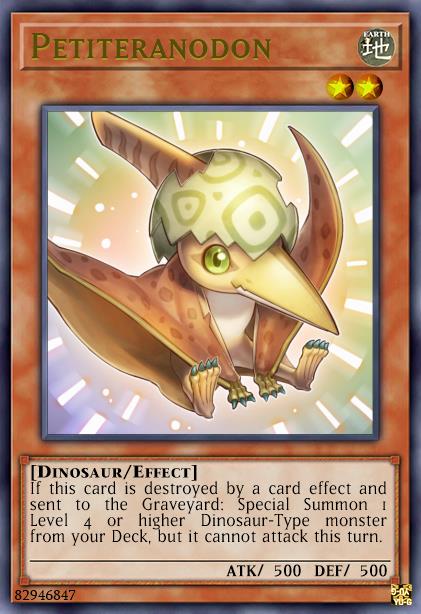 PETITERANODON
EARTH
地
[DINOSAUR/EFFECT]
If this card is destroyed by a card effect and
sent to the Graveyard: Special Summon 1
Level 4 or higher Dinosaur-Type monster
from your Deck, but it cannot attack this turn.
ATK/ 500 DEF/ 500
82946847